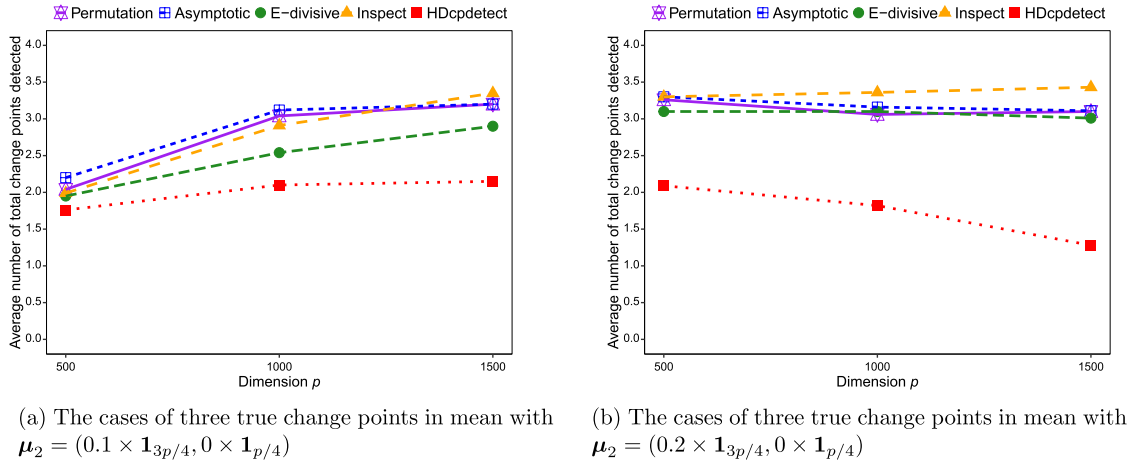 Permutation Asymptotic E−divisive Inspect HDcpdetect
Average number of total change points detected
4.0
3.5
3.0
2.5
2.0
1.5
1.0
0.5
0.0
500 1000 1500
Dimension p
(a) The cases of three true change points in mean with
μ₂ = (0.1 × 1₃ₚ/₄, 0 × 1ₚ/₄)
Permutation Asymptotic E−divisive Inspect HDcpdetect
Average number of total change points detected
4.0
3.5
3.0
2.5
2.0
1.5
1.0
0.5
0.0
500 1000 1500
Dimension p
(b) The cases of three true change points in mean with
μ₂ = (0.2 × 1₃ₚ/₄, 0 × 1ₚ/₄)